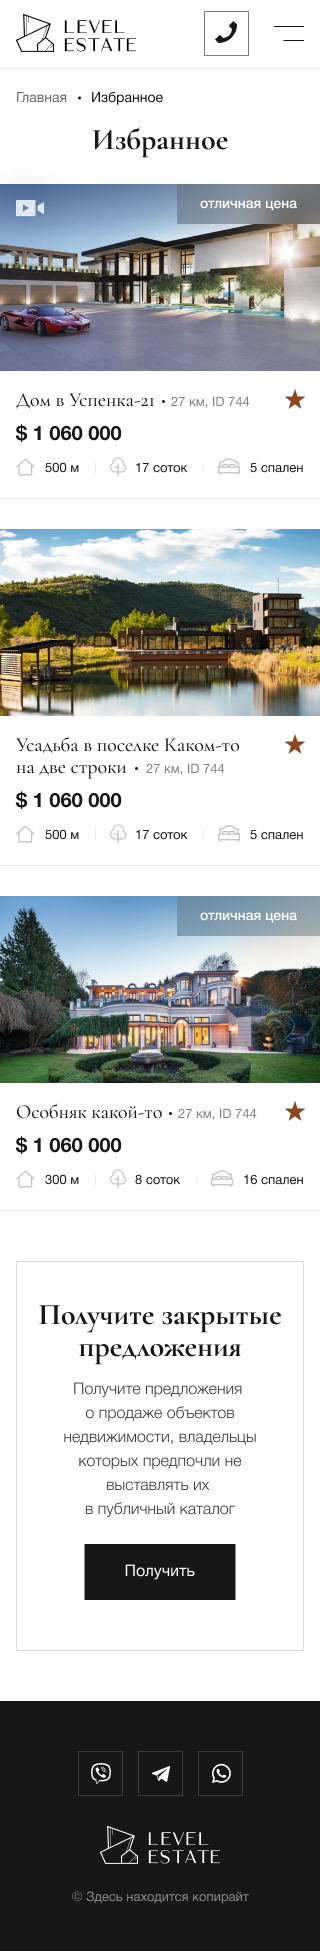 LEVEL
ESTATE
Главная • Избранное
Избранное
отличная цена
Дом в Успенка-21 • 27 км, ID 744
$ 1 060 000
500 м 17 соток 5 спален
Усадьба в поселке Каком-то
на две строки • 27 км, ID 744
$ 1 060 000
500 м 17 соток 5 спален
отличная цена
Особняк какой-то • 27 км, ID 744
$ 1 060 000
300 м 8 соток 16 спален
Получите закрытые
предложения
Получите предложения
о продаже объектов
недвижимости, владельцы
которых предпочли не
выставлять их
в публичный каталог
Получить
LEVEL
ESTATE
© Здесь находится копирайт